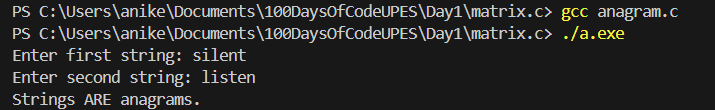 PS C:\Users\anike\Documents\100DaysOfCodeUPES\Day1\matrix.c> gcc anagram.c
PS C:\Users\anike\Documents\100DaysOfCodeUPES\Day1\matrix.c> ./a.exe
Enter first string: silent
Enter second string: listen
Strings ARE anagrams.